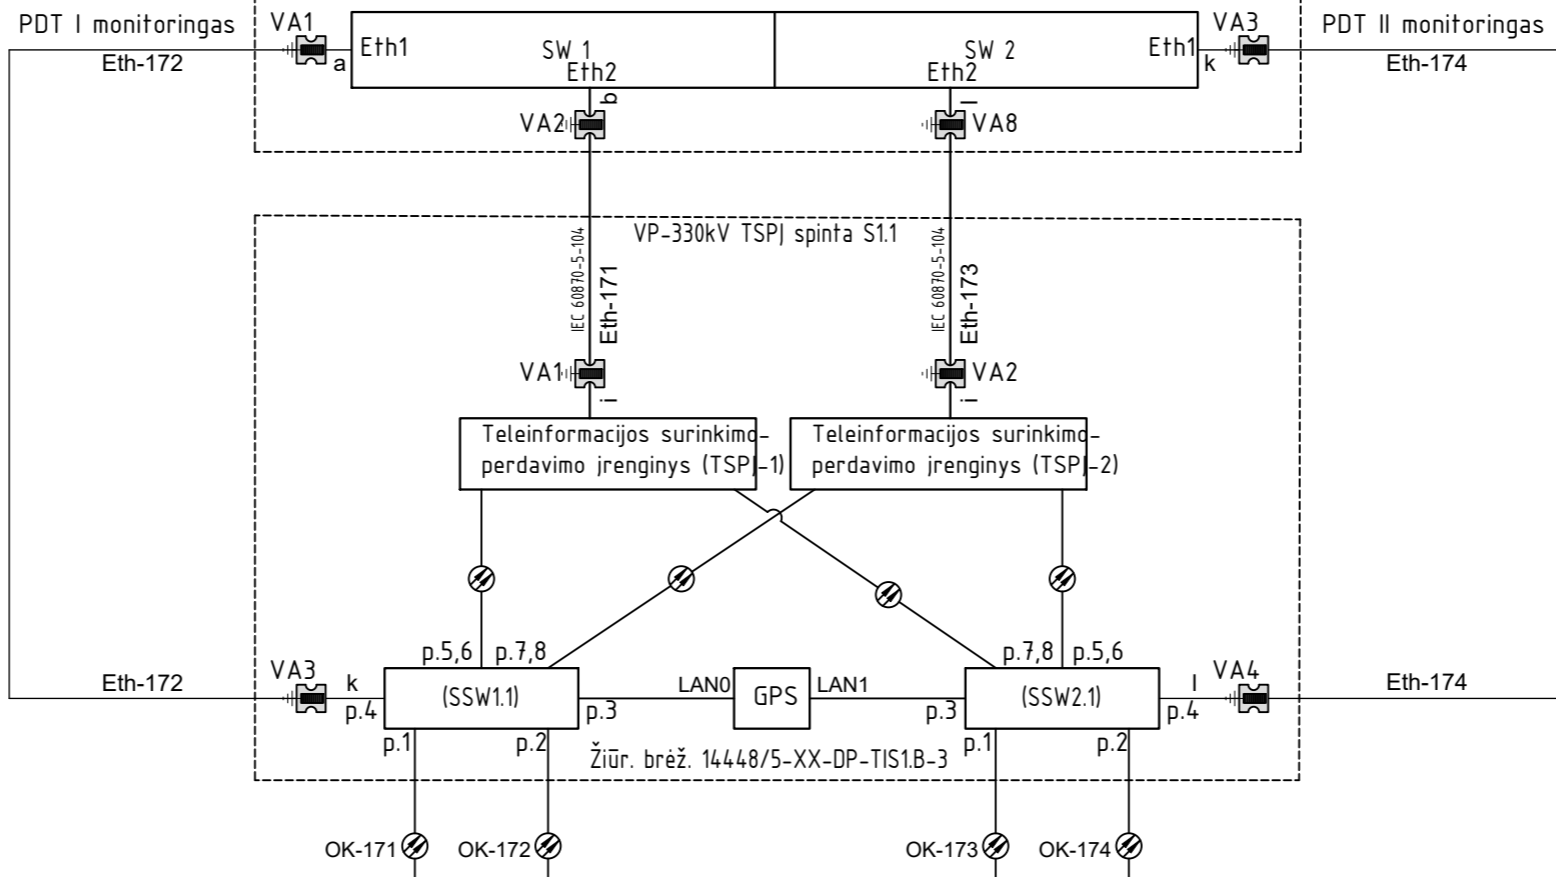 PDT I monitoringas
VA1
VA3
PDT II monitoringas
Eth-172
a
Eth1
SW 1
Eth2
SW 2
Eth2
Eth1
k
Eth-174
b
l
VA2
VA8
VP-330kV TSPĮ spinta S1.1
IEC 60870-5-104
Eth-171
IEC 60870-5-104
Eth-173
VA1
i
VA2
i
Teleinformacijos surinkimo-
perdavimo įrenginys (TSPĮ-1)
Teleinformacijos surinkimo-
perdavimo įrenginys (TSPĮ-2)
p.5,6
p.7,8
p.7,8
p.5,6
Eth-172
VA3
k
p.4
(SSW1.1)
p.3
LAN0
GPS
LAN1
p.3
(SSW2.1)
l
p.4
VA4
Eth-174
p.1
p.2
Žiūr. brėž. 14448/5-XX-DP-TIS1.B-3
p.1
p.2
OK-171
OK-172
OK-173
OK-174